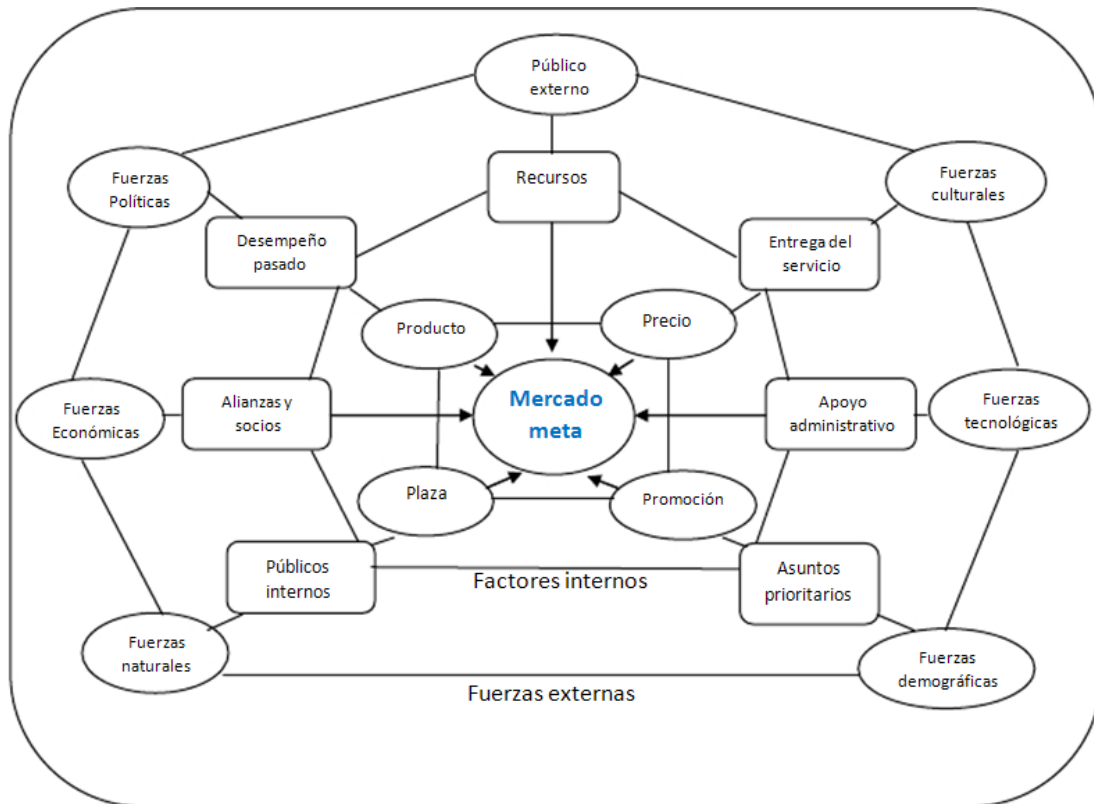 Público
externo
Fuerzas
Políticas
Recursos
Fuerzas
culturales
Desempeño
pasado
Entrega del
servicio
Producto
Precio
Fuerzas
Económicas
Alianzas y
socios
Mercado
meta
Apoyo
administrativo
Fuerzas
tecnológicas
Plaza
Promoción
Públicos
internos
Factores internos
Asuntos
prioritarios
Fuerzas
naturales
Fuerzas externas
Fuerzas
demográficas